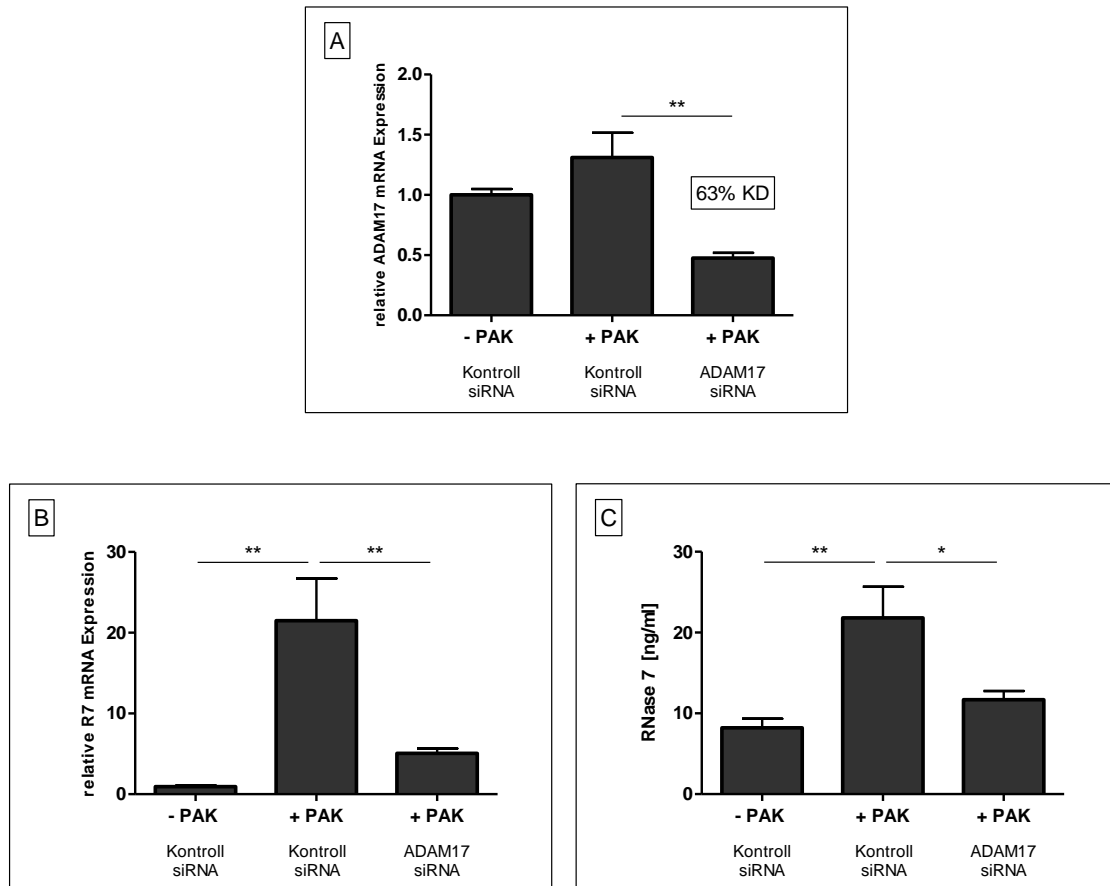 A
relative ADAM17 mRNA Expression
2.0
1.5
1.0
0.5
0.0
**
63% KD
- PAK + PAK + PAK
Kontroll Kontroll ADAM17
siRNA siRNA siRNA
B
relative R7 mRNA Expression
30
20
10
0
** **
- PAK + PAK + PAK
Kontroll Kontroll ADAM17
siRNA siRNA siRNA
C
RNase 7 [ng/ml]
30
20
10
0
** *
- PAK + PAK + PAK
Kontroll Kontroll ADAM17
siRNA siRNA siRNA